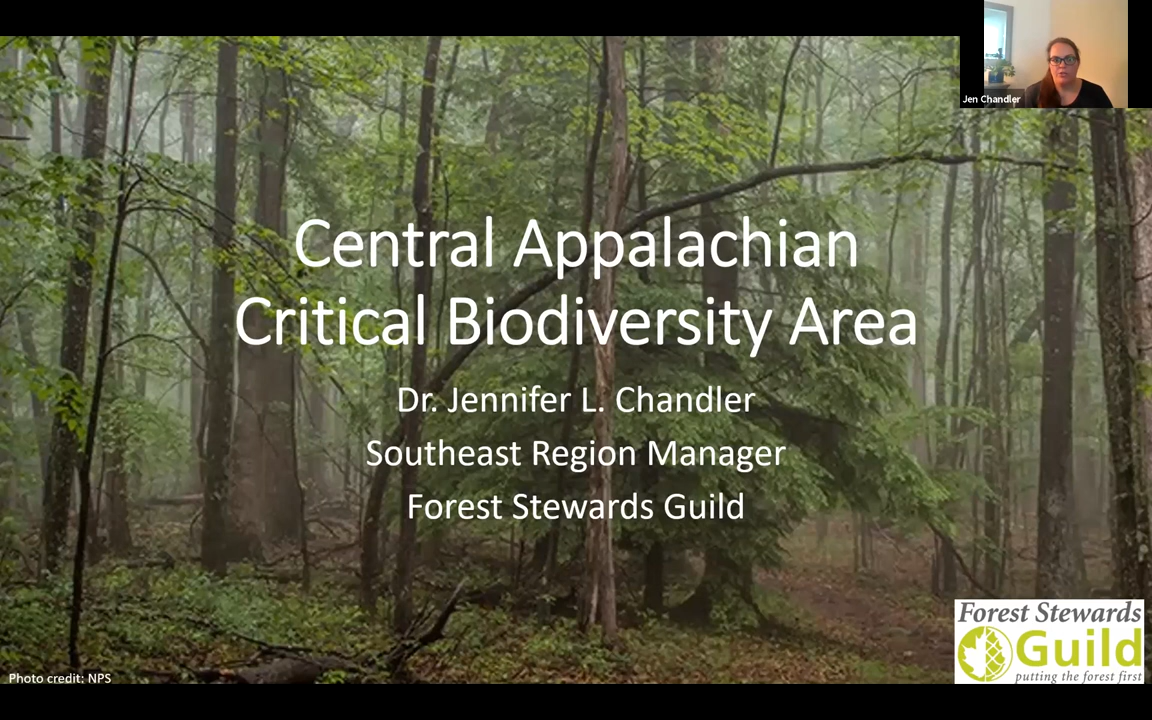 Jen Chandler
Central Appalachian
Critical Biodiversity Area
Dr. Jennifer L. Chandler
Southeast Region Manager
Forest Stewards Guild
Forest Stewards
Guild
putting the forest first
Photo credit: NPS